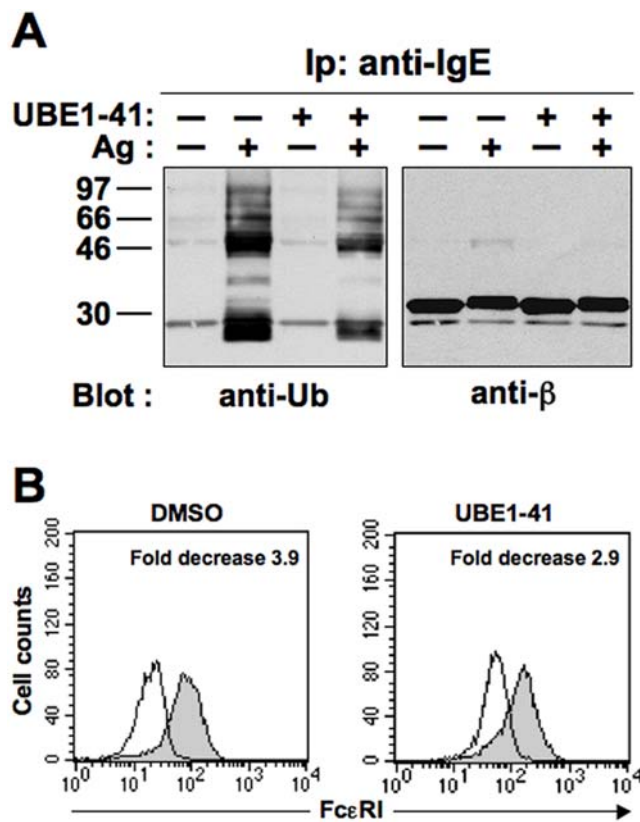 A
Ip: anti-IgE
UBE1-41: — — + + — — + +
Ag : — + — + — + — +
97
66
46
30
Blot : anti-Ub anti-β
B
DMSO UBE1-41
Fold decrease 3.9 Fold decrease 2.9
Cell counts
200 160 120 80 40 0
200 160 120 80 40 0
10⁰ 10¹ 10² 10³ 10⁴
10⁰ 10¹ 10² 10³ 10⁴
FcεRI